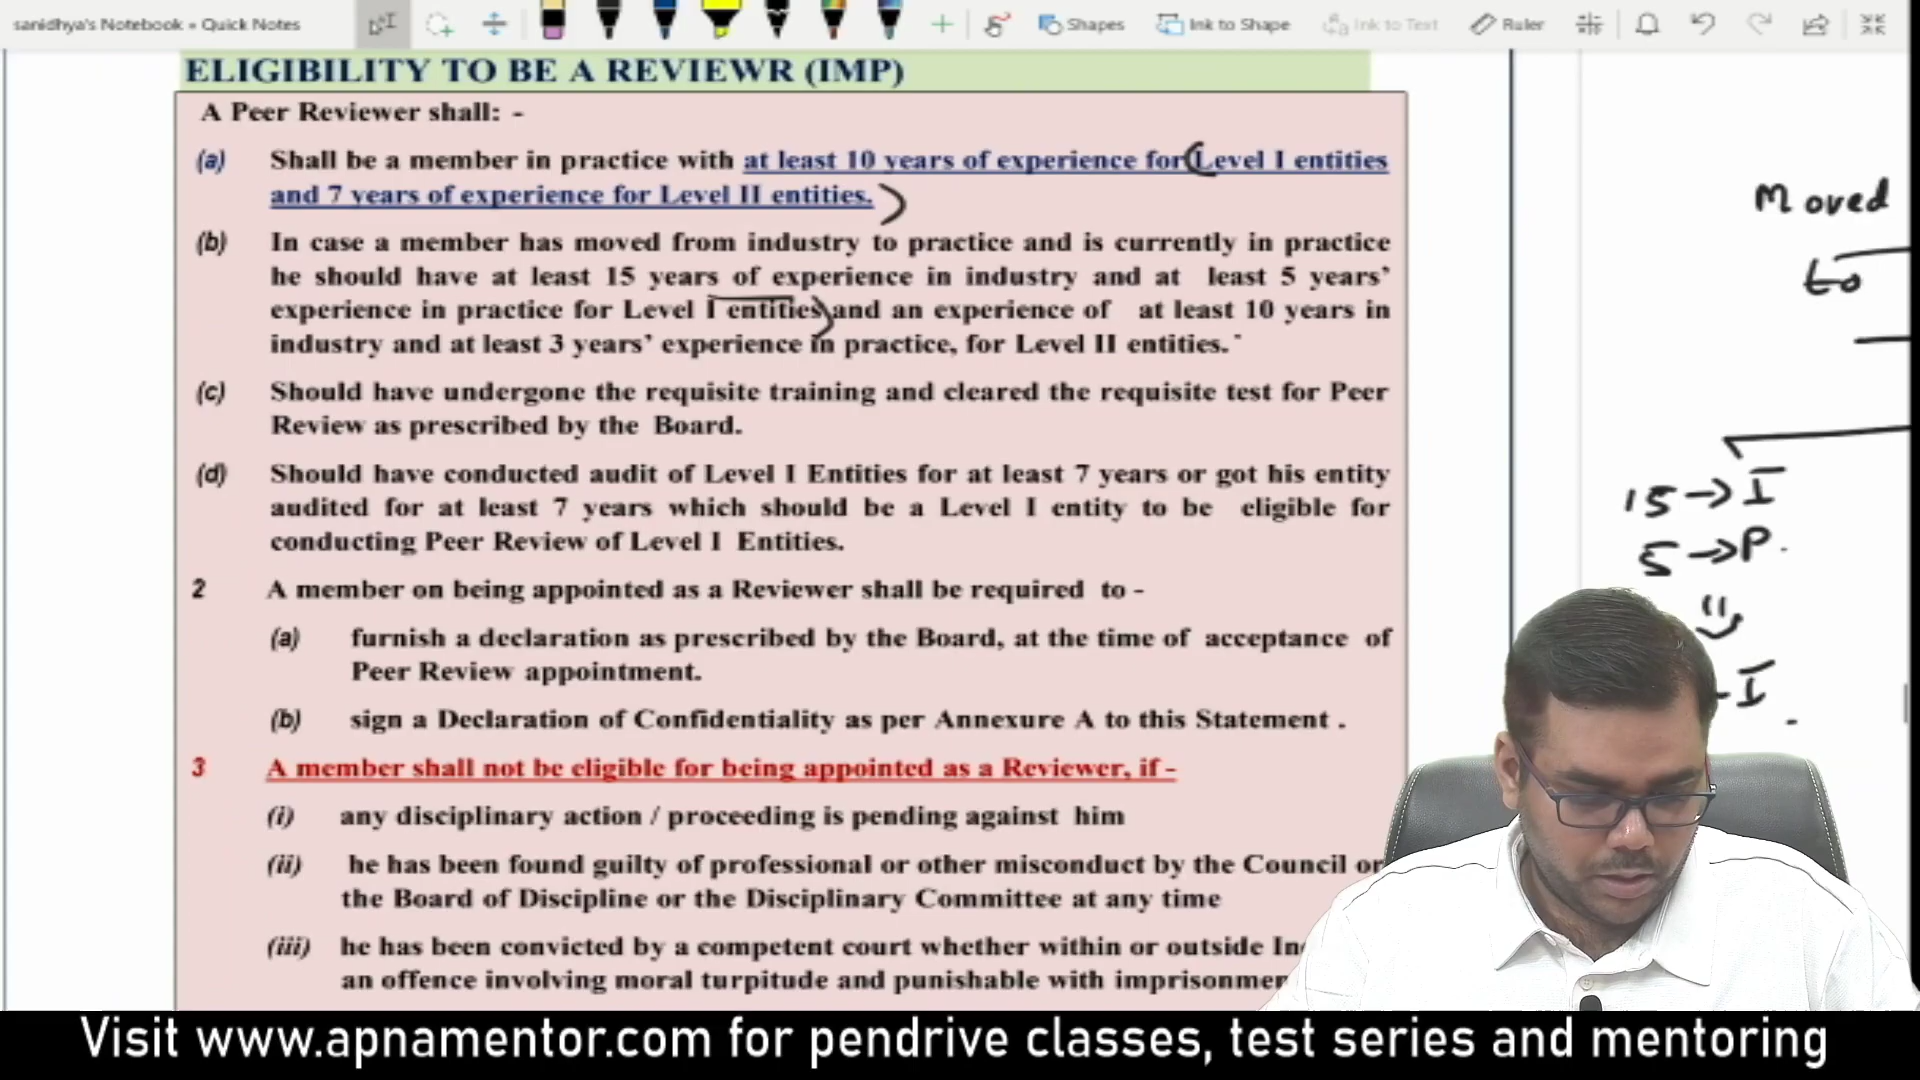 sanidhya's Notebook » Quick Notes
Shapes
Ink to Shape
Ink to Text
Ruler
ELIGIBILITY TO BE A REVIEWR (IMP)
A Peer Reviewer shall: -
(a) Shall be a member in practice with at least 10 years of experience for Level I entities
and 7 years of experience for Level II entities.
(b) In case a member has moved from industry to practice and is currently in practice
he should have at least 15 years of experience in industry and at least 5 years’
experience in practice for Level I entities and an experience of at least 10 years in
industry and at least 3 years’ experience in practice, for Level II entities.
(c) Should have undergone the requisite training and cleared the requisite test for Peer
Review as prescribed by the Board.
(d) Should have conducted audit of Level I Entities for at least 7 years or got his entity
audited for at least 7 years which should be a Level I entity to be eligible for
conducting Peer Review of Level I Entities.
2 A member on being appointed as a Reviewer shall be required to -
(a) furnish a declaration as prescribed by the Board, at the time of acceptance of
Peer Review appointment.
(b) sign a Declaration of Confidentiality as per Annexure A to this Statement .
3 A member shall not be eligible for being appointed as a Reviewer, if -
(i) any disciplinary action / proceeding is pending against him
(ii) he has been found guilty of professional or other misconduct by the Council or
the Board of Discipline or the Disciplinary Committee at any time
(iii) he has been convicted by a competent court whether within or outside
an offence involving moral turpitude and punishable with
Moved
to
15 → I
5 → P.
I
Visit www.apnamentor.com for pendrive classes, test series and mentoring